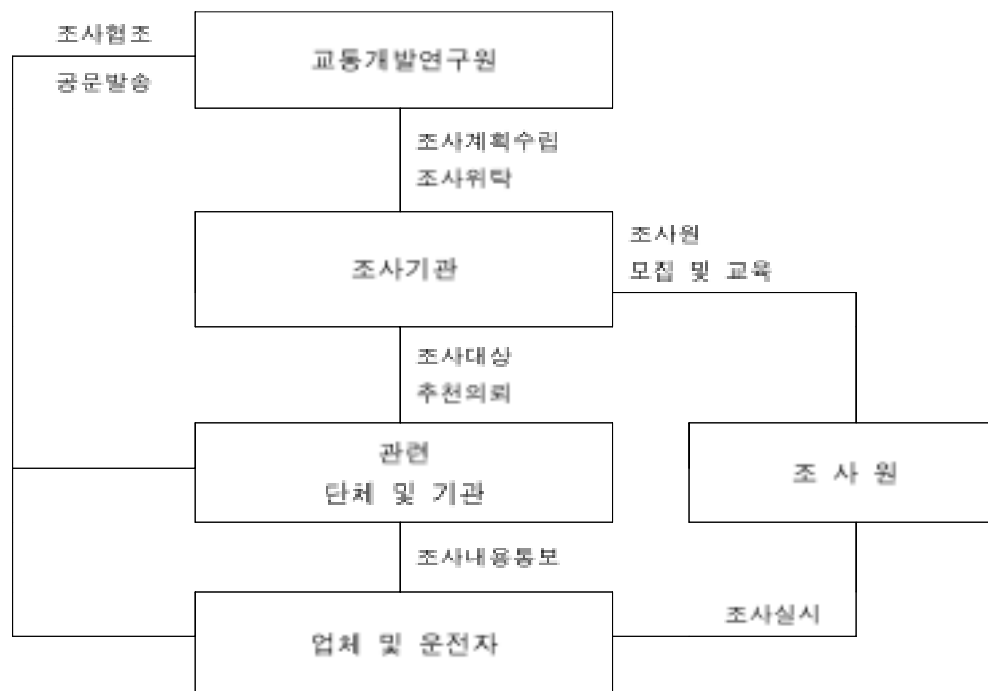 조사협조
공문발송
교통개발연구원
조사계획수립
조사위탁
조사기관
조사원
모집 및 교육
조사대상
추천의뢰
관련
단체 및 기관
조 사 원
조사내용통보
업체 및 운전자
조사실시